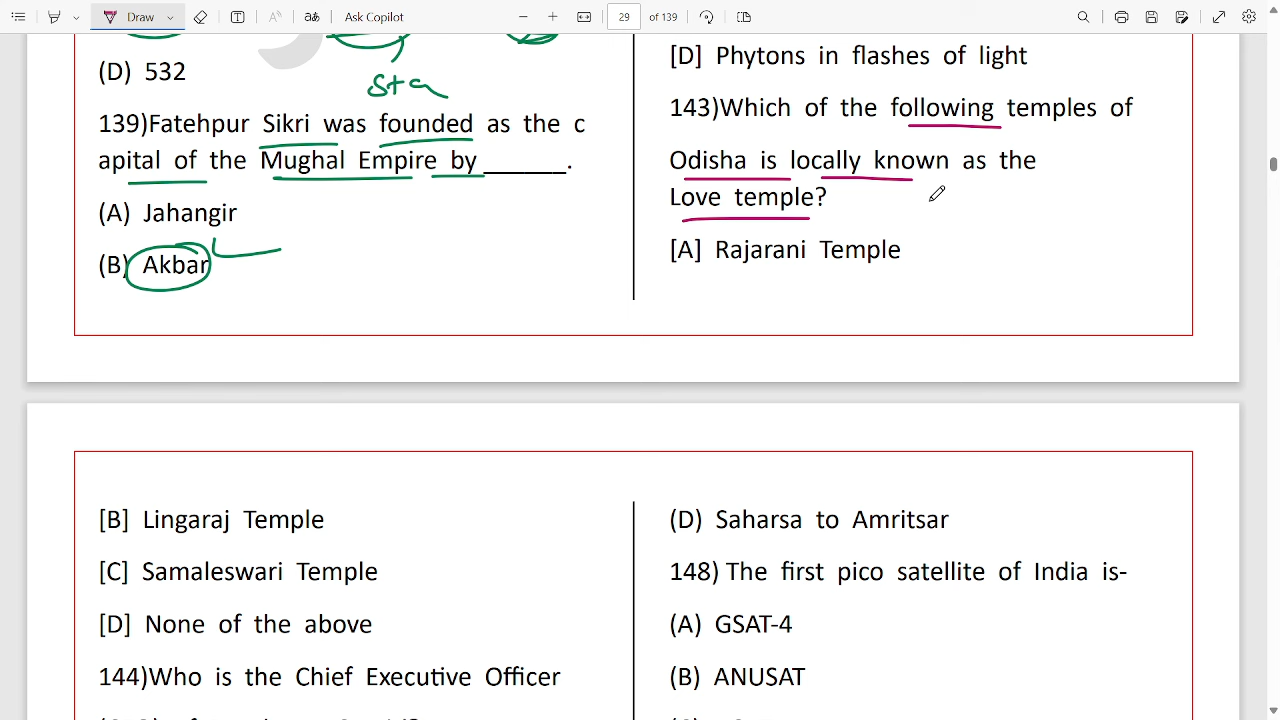 Draw
Ask Copilot
29 of 139
(D) 532
Sta
139)Fatehpur Sikri was founded as the c
apital of the Mughal Empire by______.
(A) Jahangir
(B) Akbar
[D] Phytons in flashes of light
143)Which of the following temples of
Odisha is locally known as the
Love temple?
[A] Rajarani Temple
[B] Lingaraj Temple
[C] Samaleswari Temple
[D] None of the above
144)Who is the Chief Executive Officer
(D) Saharsa to Amritsar
148) The first pico satellite of India is-
(A) GSAT-4
(B) ANUSAT